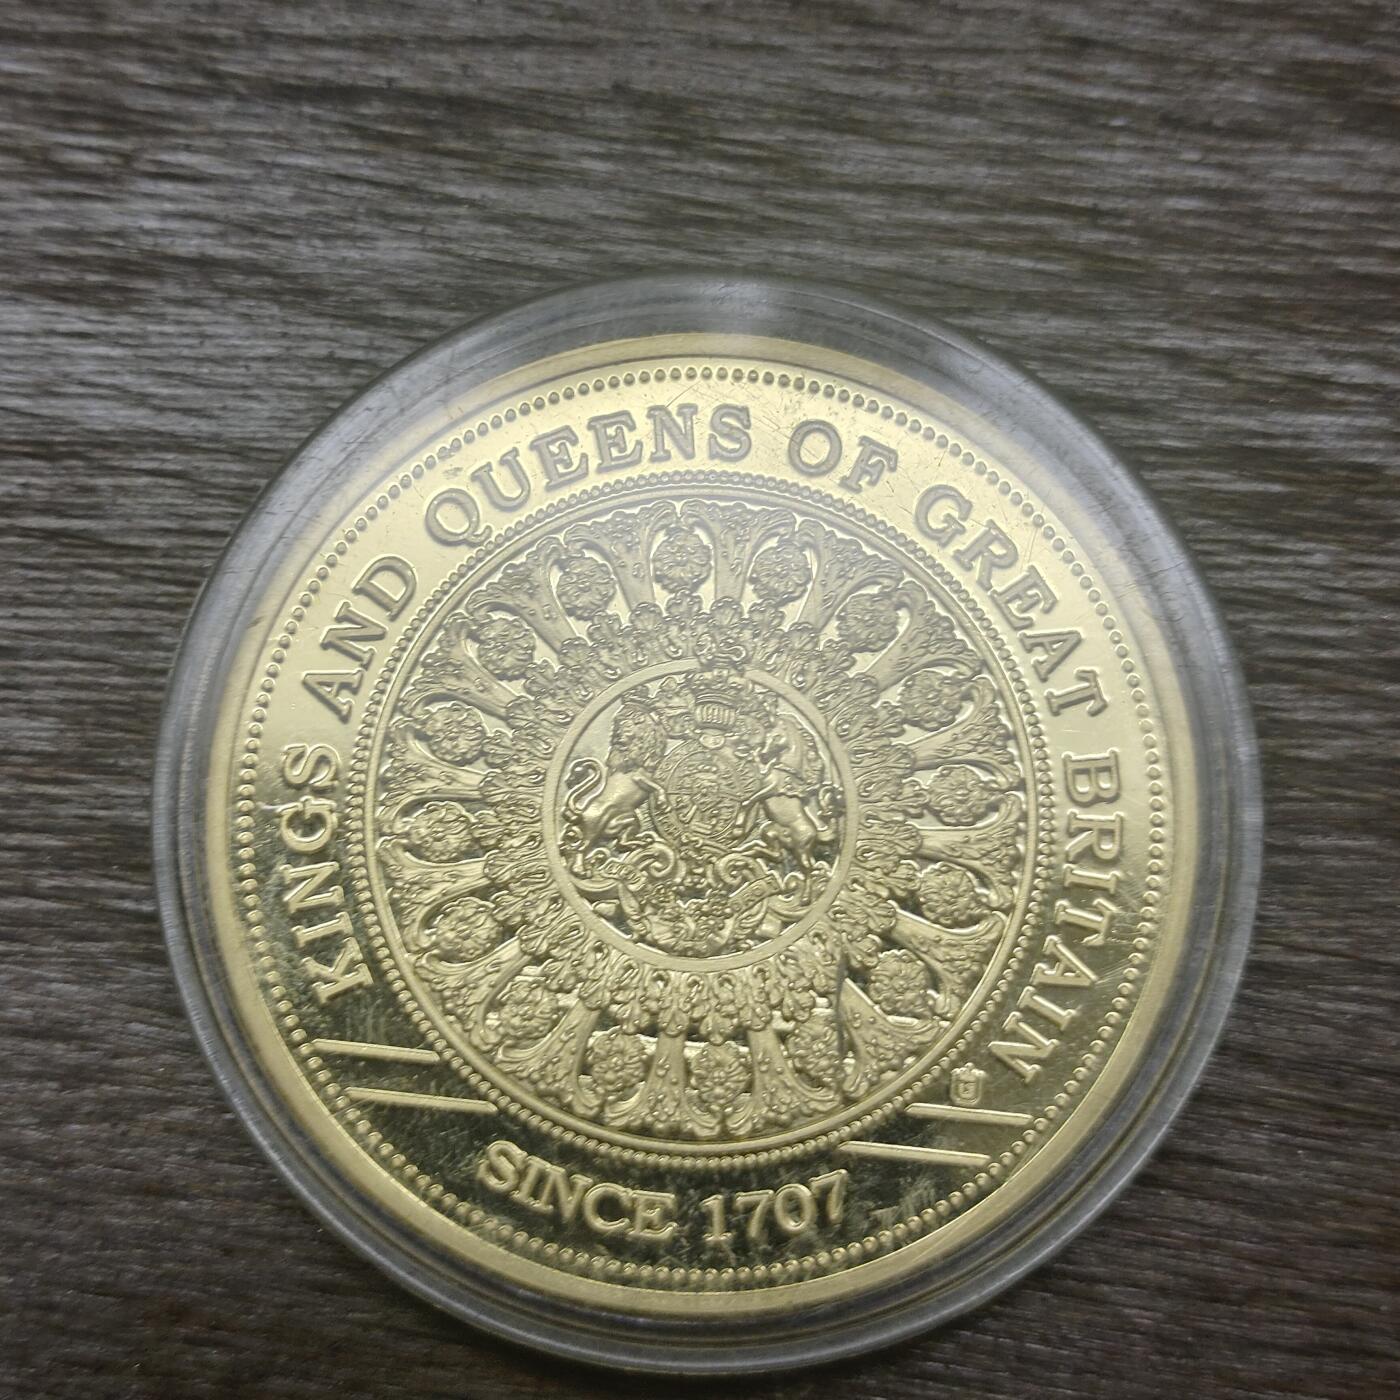 KINGS AND QUEENS OF GREAT BRITAIN
SINCE 1707